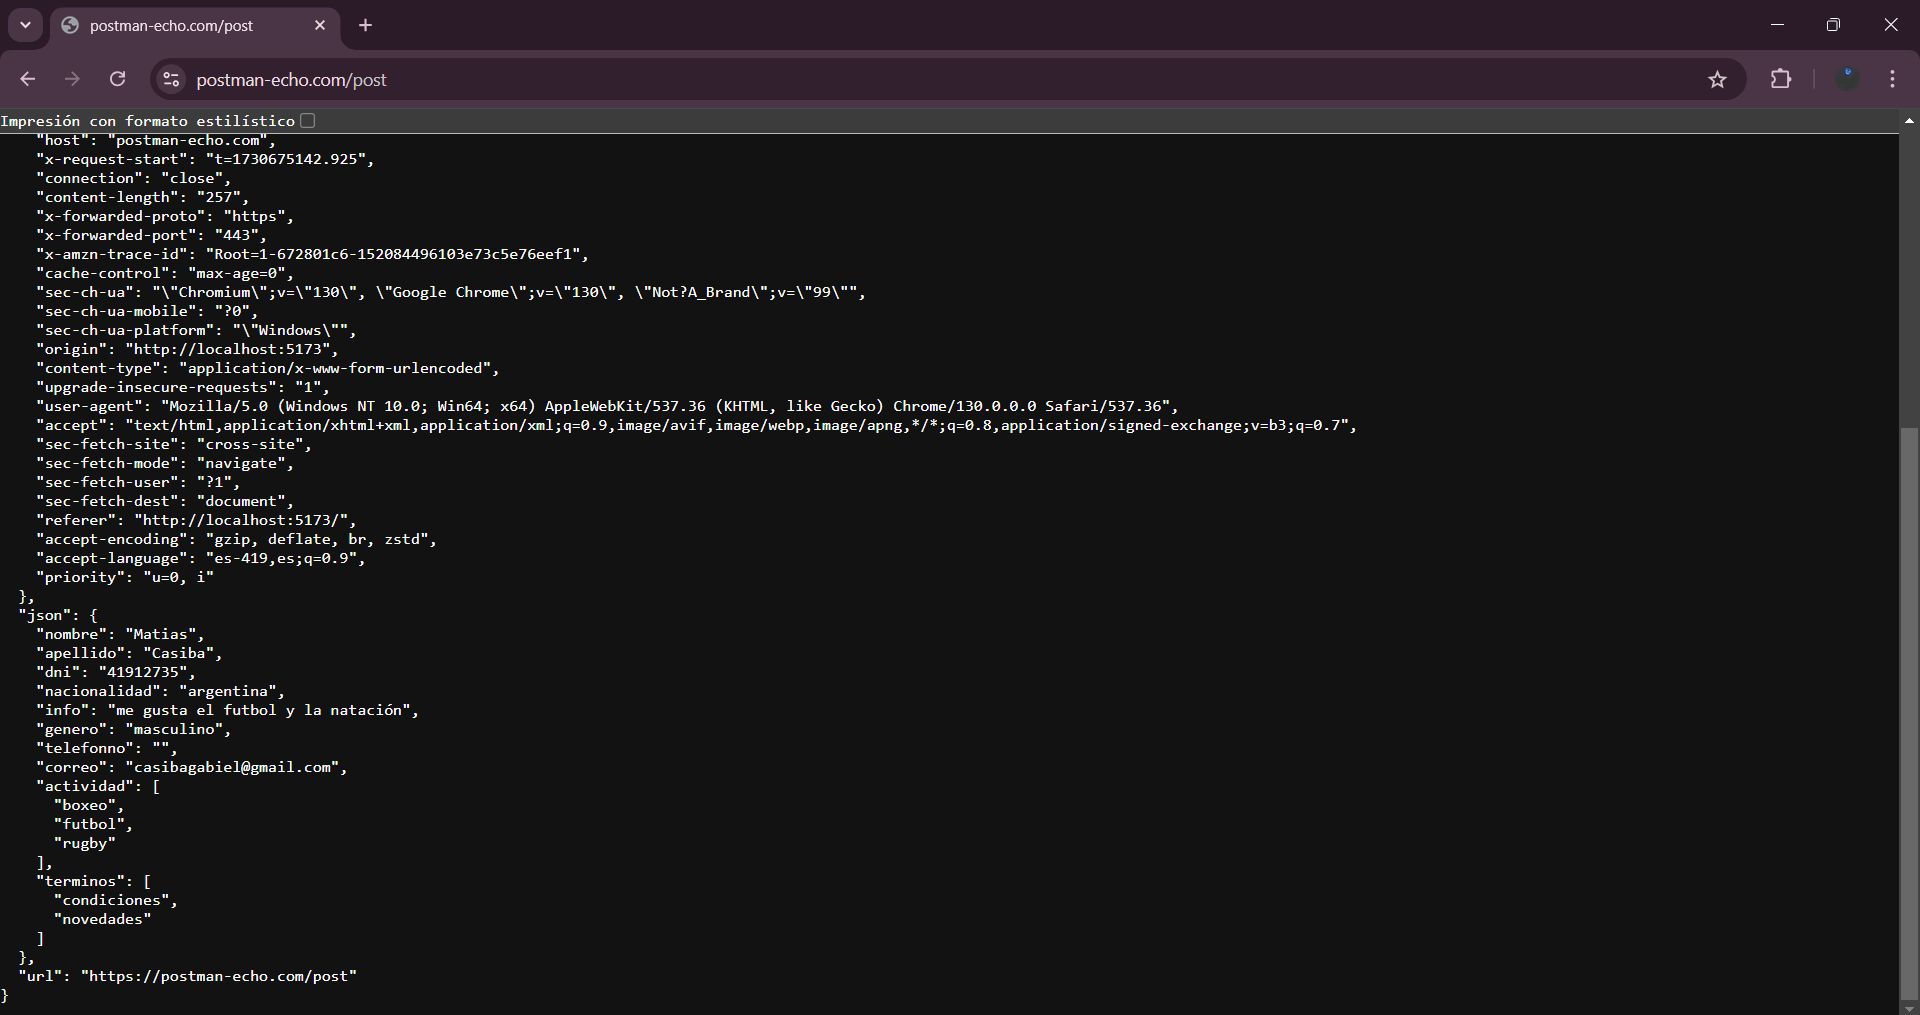 postman-echo.com/post
postman-echo.com/post
Impresión con formato estilístico
    "host": "postman-echo.com",
    "x-request-start": "t=1730675142.925",
    "connection": "close",
    "content-length": "257",
    "x-forwarded-proto": "https",
    "x-forwarded-port": "443",
    "x-amzn-trace-id": "Root=1-672801c6-152084496103e73c5e76eef1",
    "cache-control": "max-age=0",
    "sec-ch-ua": "\"Chromium\";v=\"130\", \"Google Chrome\";v=\"130\", \"Not?A_Brand\";v=\"99\"",
    "sec-ch-ua-mobile": "?0",
    "sec-ch-ua-platform": "\"Windows\"",
    "origin": "http://localhost:5173",
    "content-type": "application/x-www-form-urlencoded",
    "upgrade-insecure-requests": "1",
    "user-agent": "Mozilla/5.0 (Windows NT 10.0; Win64; x64) AppleWebKit/537.36 (KHTML, like Gecko) Chrome/130.0.0.0 Safari/537.36",
    "accept": "text/html,application/xhtml+xml,application/xml;q=0.9,image/avif,image/webp,image/apng,*/*;q=0.8,application/signed-exchange;v=b3;q=0.7",
    "sec-fetch-site": "cross-site",
    "sec-fetch-mode": "navigate",
    "sec-fetch-user": "?1",
    "sec-fetch-dest": "document",
    "referer": "http://localhost:5173/",
    "accept-encoding": "gzip, deflate, br, zstd",
    "accept-language": "es-419,es;q=0.9",
    "priority": "u=0, i"
  },
  "json": {
    "nombre": "Matias",
    "apellido": "Casiba",
    "dni": "41912735",
    "nacionalidad": "argentina",
    "info": "me gusta el futbol y la natación",
    "genero": "masculino",
    "telefonno": "",
    "correo": "casibagabiel@gmail.com",
    "actividad": [
      "boxeo",
      "futbol",
      "rugby"
    ],
    "terminos": [
      "condiciones",
      "novedades"
    ]
  },
  "url": "https://postman-echo.com/post"
}